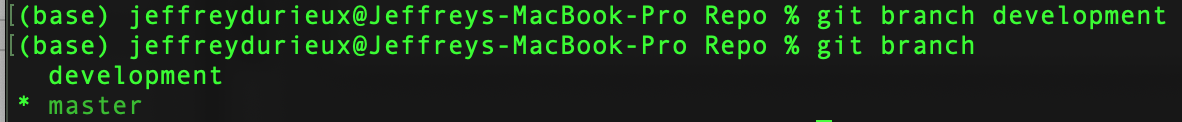 [(base) jeffreydurieux@Jeffreys-MacBook-Pro Repo % git branch development
[(base) jeffreydurieux@Jeffreys-MacBook-Pro Repo % git branch
  development
* master